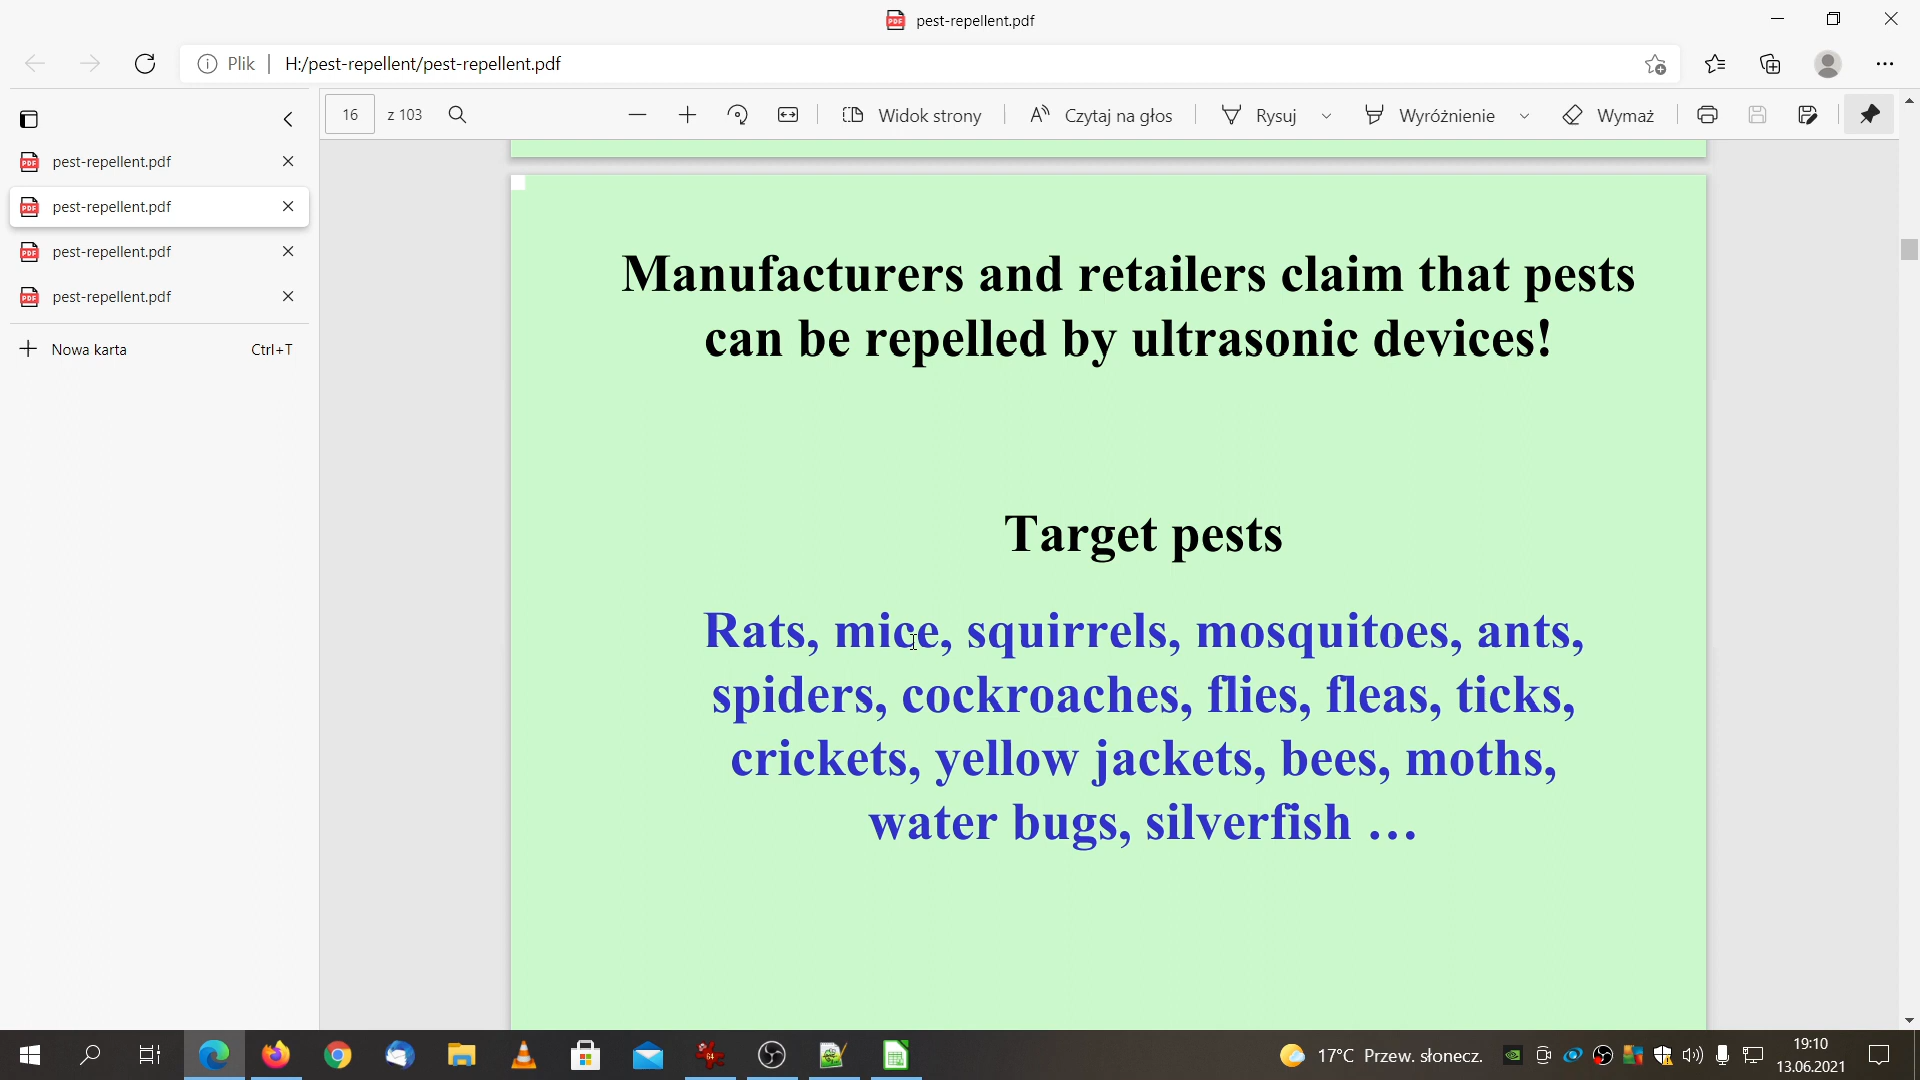 pest-repellent.pdf
Plik
H:/pest-repellent/pest-repellent.pdf
16 z 103
Widok strony
Czytaj na głos
Rysuj
Wyróżnienie
Wymaż
pest-repellent.pdf
pest-repellent.pdf
pest-repellent.pdf
pest-repellent.pdf
Nowa karta Ctrl+T
Manufacturers and retailers claim that pests
can be repelled by ultrasonic devices!
Target pests
Rats, mice, squirrels, mosquitoes, ants,
spiders, cockroaches, flies, fleas, ticks,
crickets, yellow jackets, bees, moths,
water bugs, silverfish …
17°C Przew. słonecz.
19:10
13.06.2021